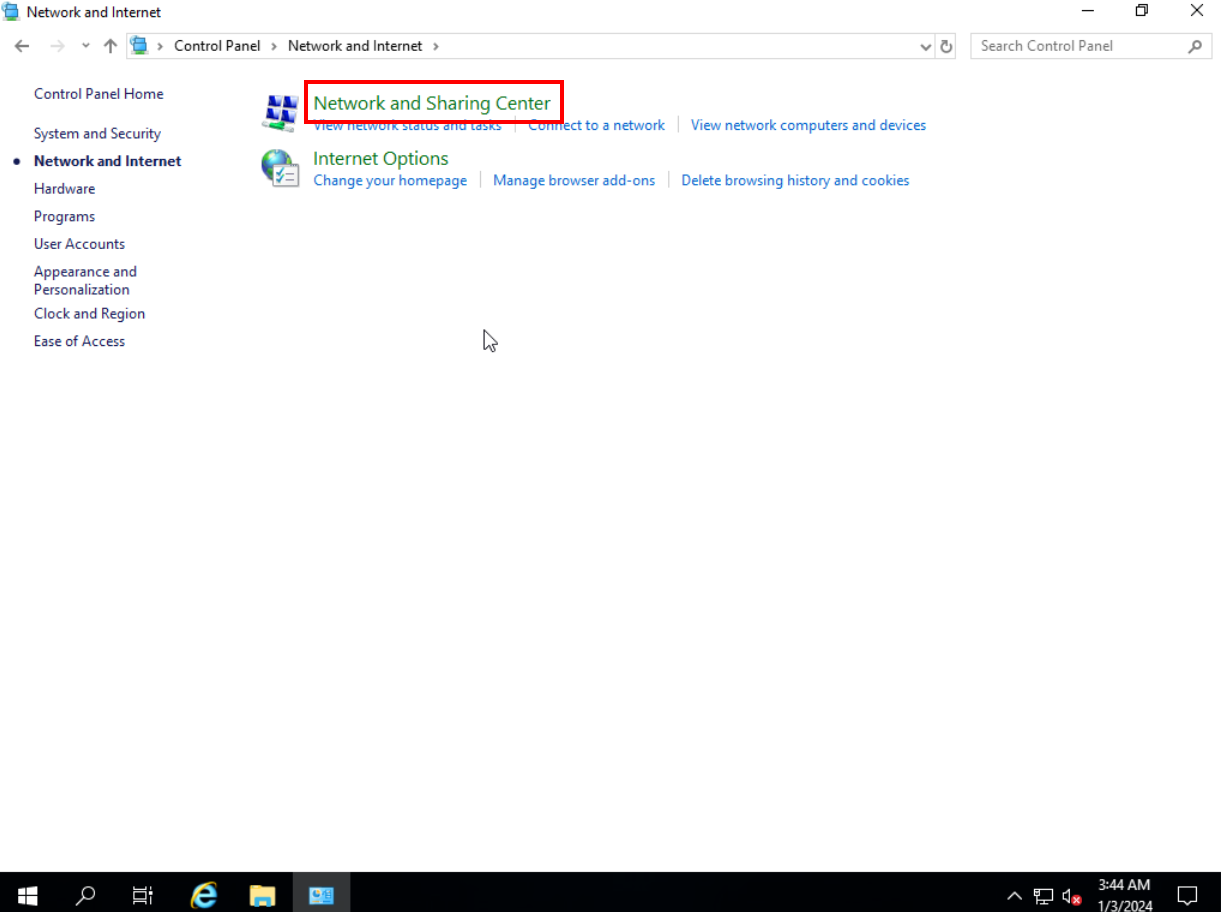 Network and Internet
Control Panel > Network and Internet >
Search Control Panel
Control Panel Home
System and Security
Network and Internet
Hardware
Programs
User Accounts
Appearance and
Personalization
Clock and Region
Ease of Access
Network and Sharing Center
View network status and tasks | Connect to a network | View network computers and devices
Internet Options
Change your homepage | Manage browser add-ons | Delete browsing history and cookies
3:44 AM
1/3/2024